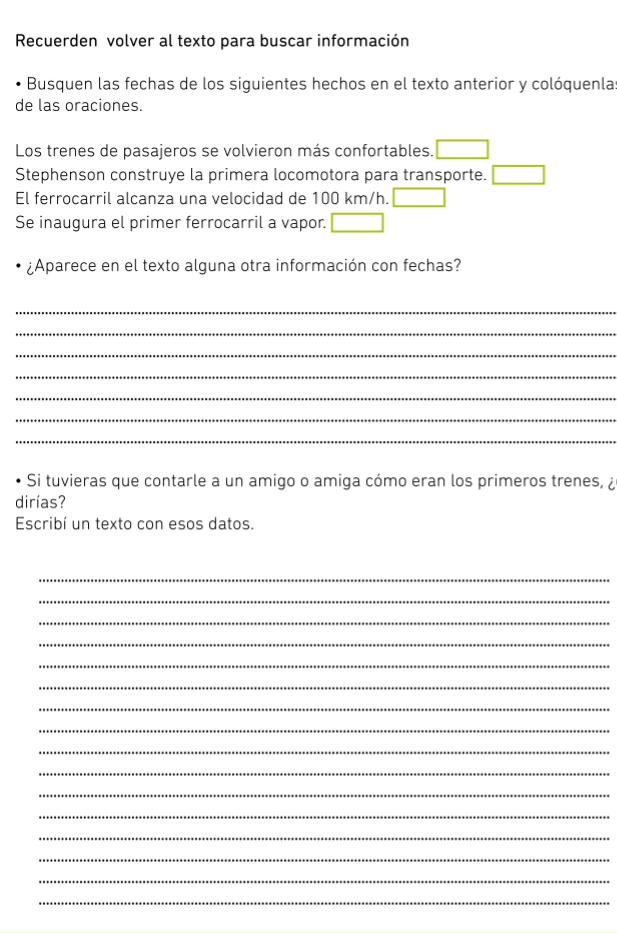 Recuerden volver al texto para buscar información
• Busquen las fechas de los siguientes hechos en el texto anterior y colóquenlas
de las oraciones.
Los trenes de pasajeros se volvieron más confortables.
Stephenson construye la primera locomotora para transporte.
El ferrocarril alcanza una velocidad de 100 km/h.
Se inaugura el primer ferrocarril a vapor.
• ¿Aparece en el texto alguna otra información con fechas?
• Si tuvieras que contarle a un amigo o amiga cómo eran los primeros trenes, ¿
dirías?
Escribí un texto con esos datos.